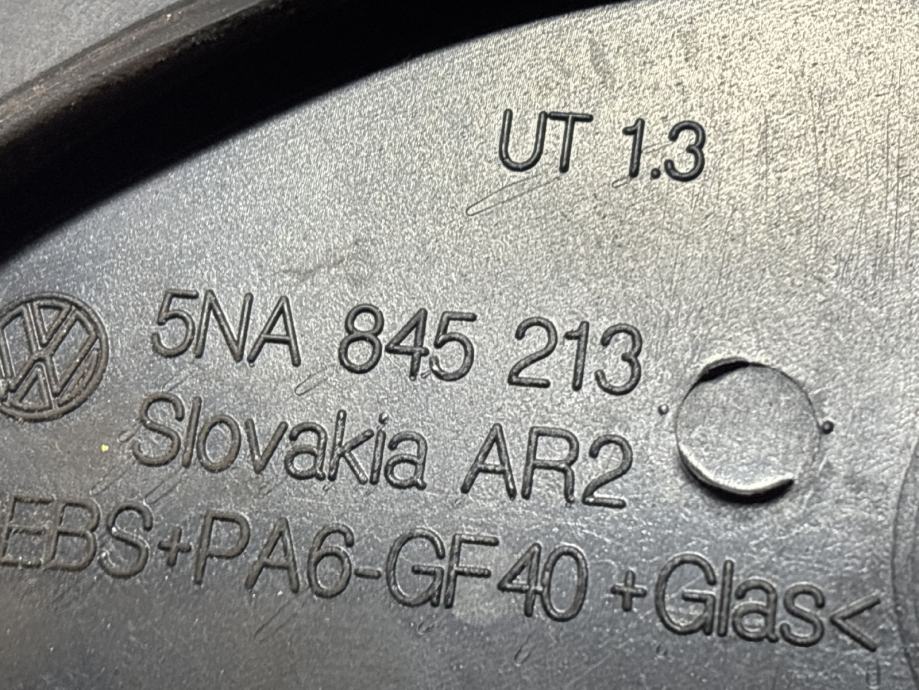 UT 1.3
5NA 845 213
Slovakia AR2
EBS+PA6-GF40 +Glas<